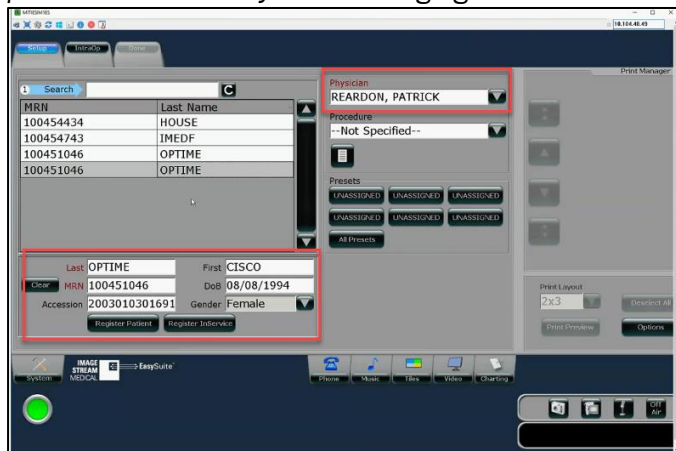 10.104.48.49
Setup IntraOp Done
Print Manager
1 Search C
MRN Last Name
100454434 HOUSE
100454743 IMEDF
100451046 OPTIME
100451046 OPTIME
Physician
REARDON, PATRICK
Procedure
--Not Specified--
Presets
UNASSIGNED UNASSIGNED UNASSIGNED
UNASSIGNED UNASSIGNED UNASSIGNED
All Presets
Last OPTIME First CISCO
Clear MRN 100451046 DoB 08/08/1994
Accession 2003010301691 Gender Female
Register Patient Register InService
Print Layout
2x3 Deselect All
Print Preview Options
System IMAGE STREAM MEDICAL EasySuite
Phone Music Tiles Video Charting
Off Air